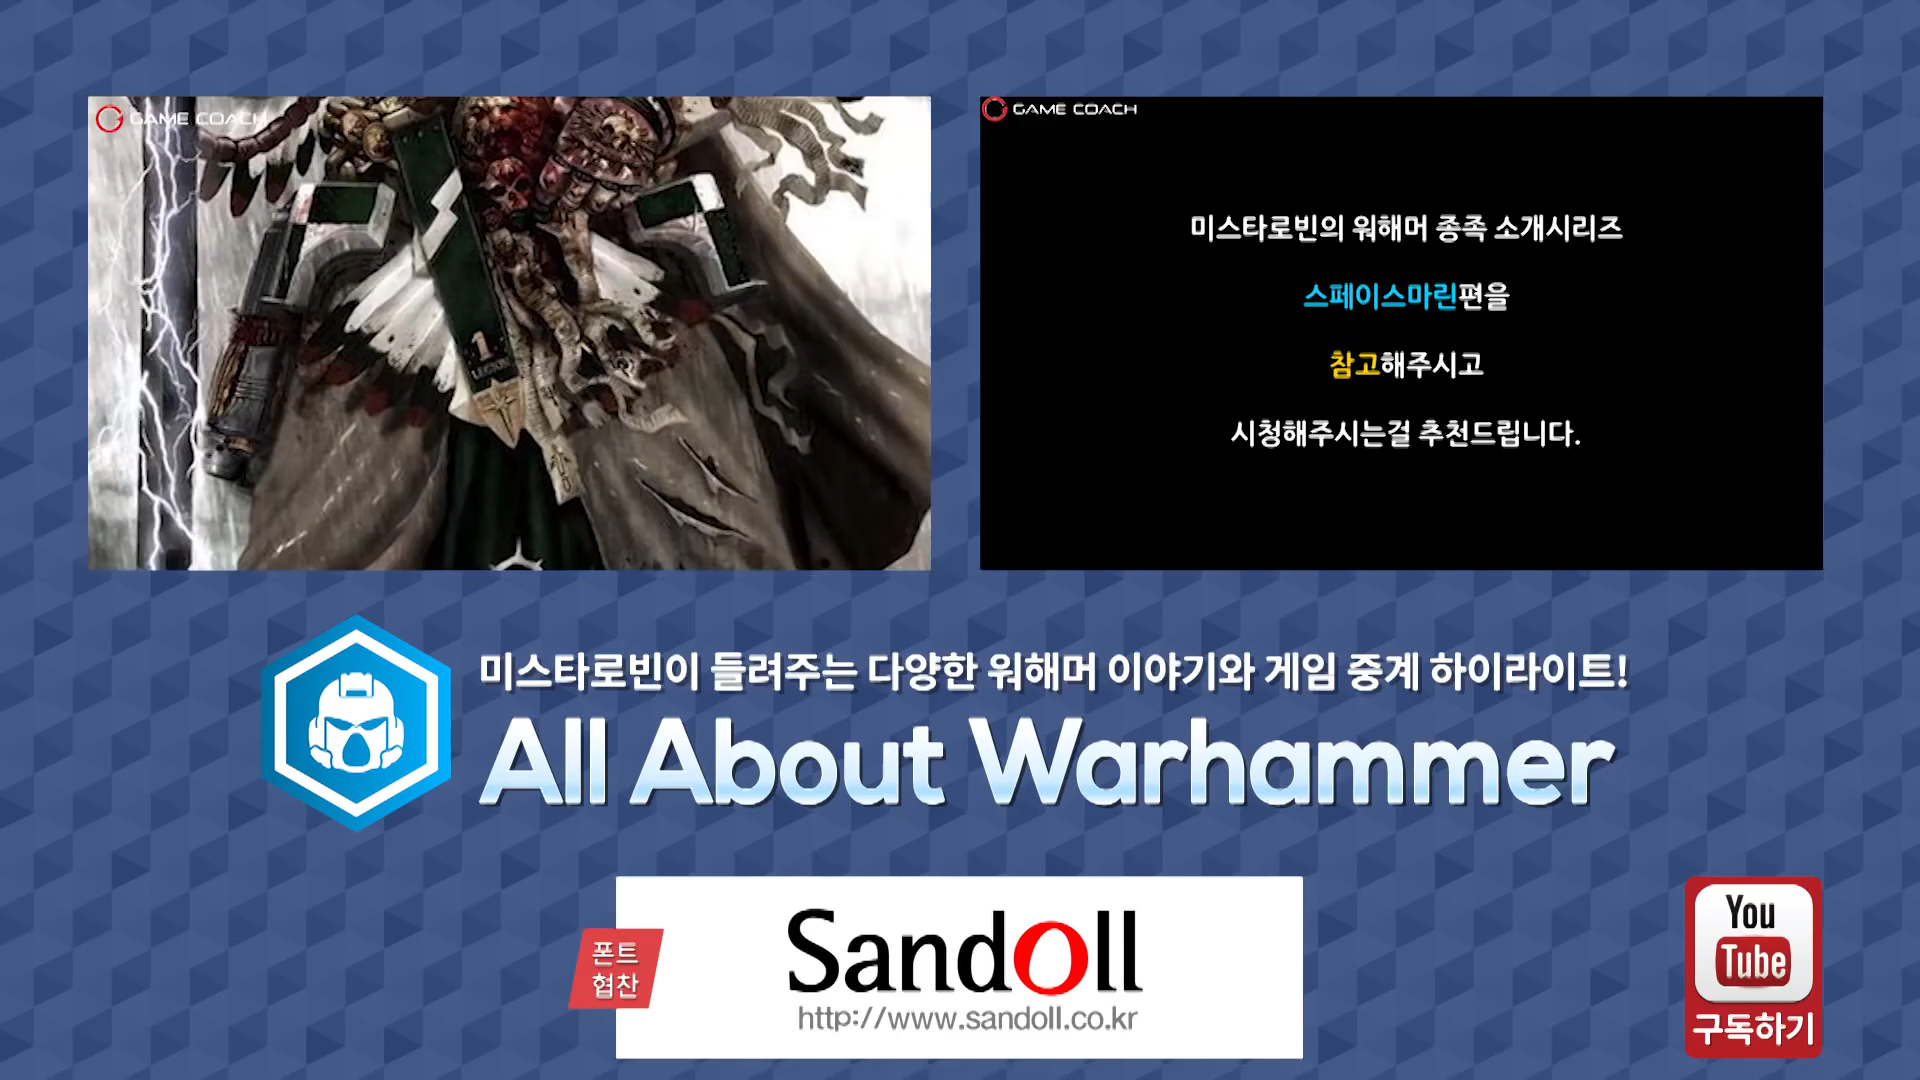 GAME COACH
1
GAME COACH
미스타로빈의 워해머 종족 소개시리즈
스페이스마린편을
참고해주시고
시청해주시는걸 추천드립니다.
미스타로빈이 들려주는 다양한 워해머 이야기와 게임 중계 하이라이트!
All About Warhammer
폰트
협찬
Sandoll
http://www.sandoll.co.kr
You
Tube
구독하기